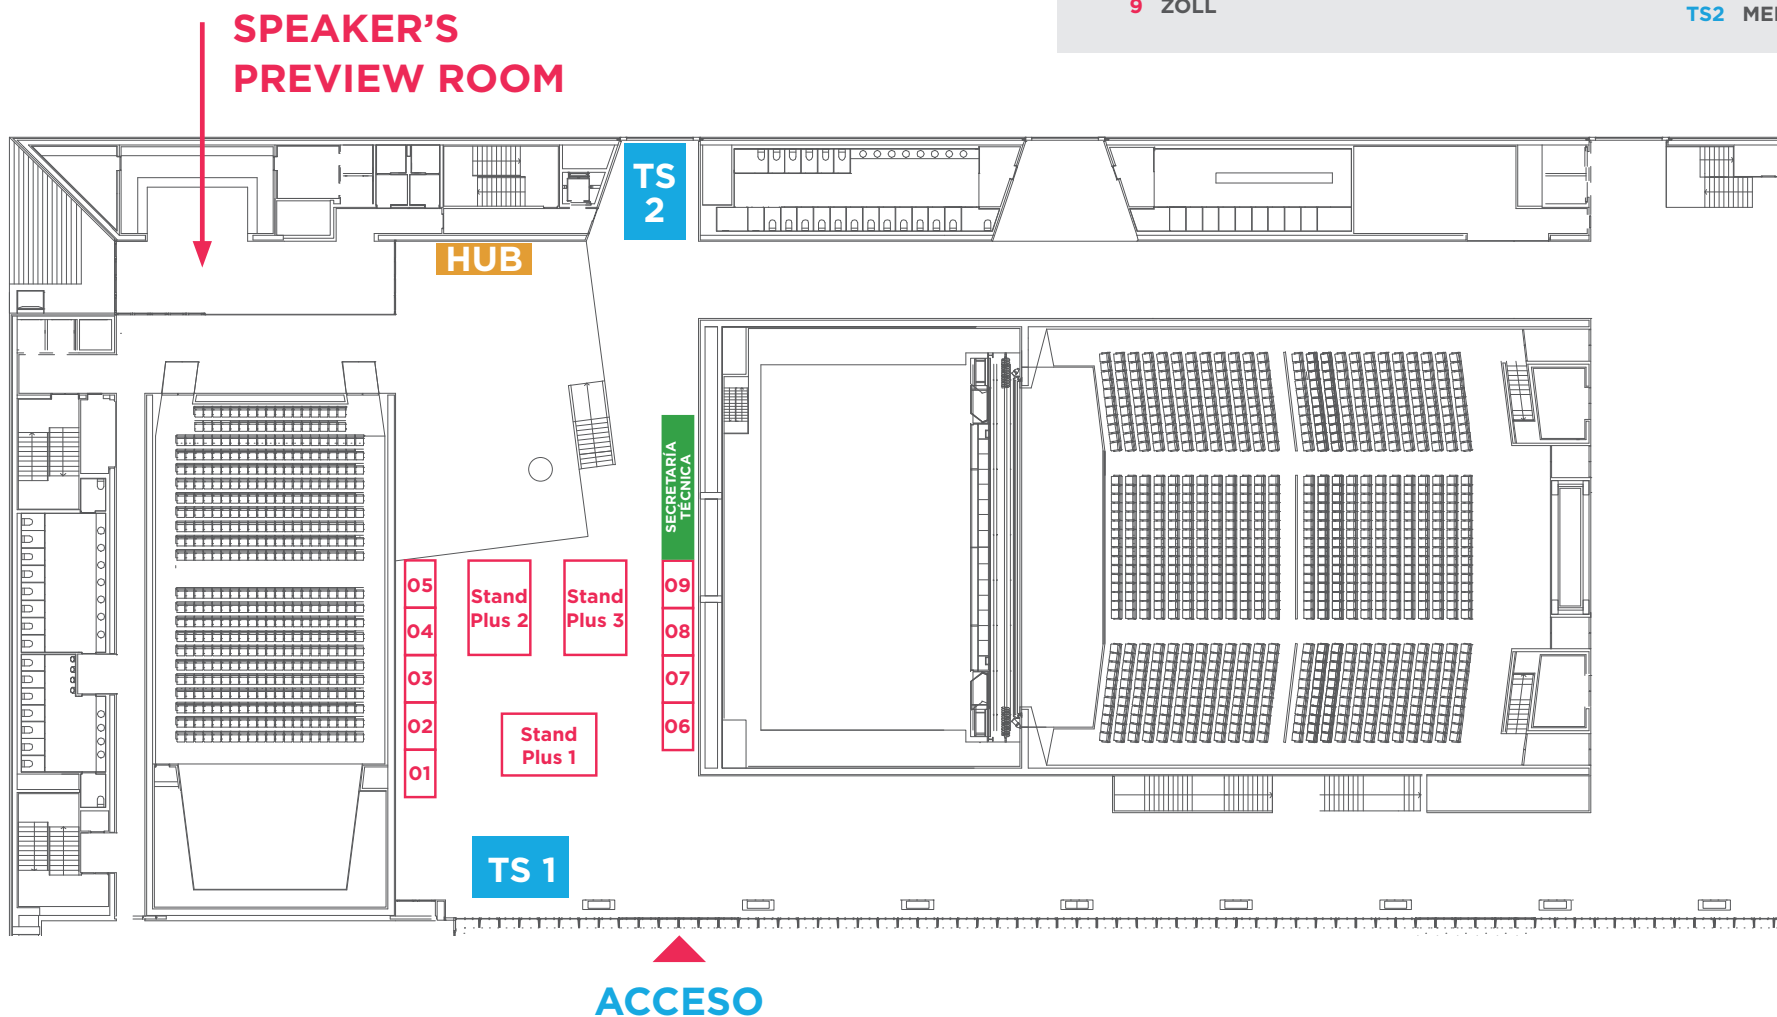 SPEAKER'S
PREVIEW ROOM
9 ZOLL
TS2
TS
2
HUB
SECRETARÍA
TÉCNICA
05
04
03
02
01
Stand
Plus 2
Stand
Plus 3
Stand
Plus 1
09
08
07
06
TS 1
ACCESO